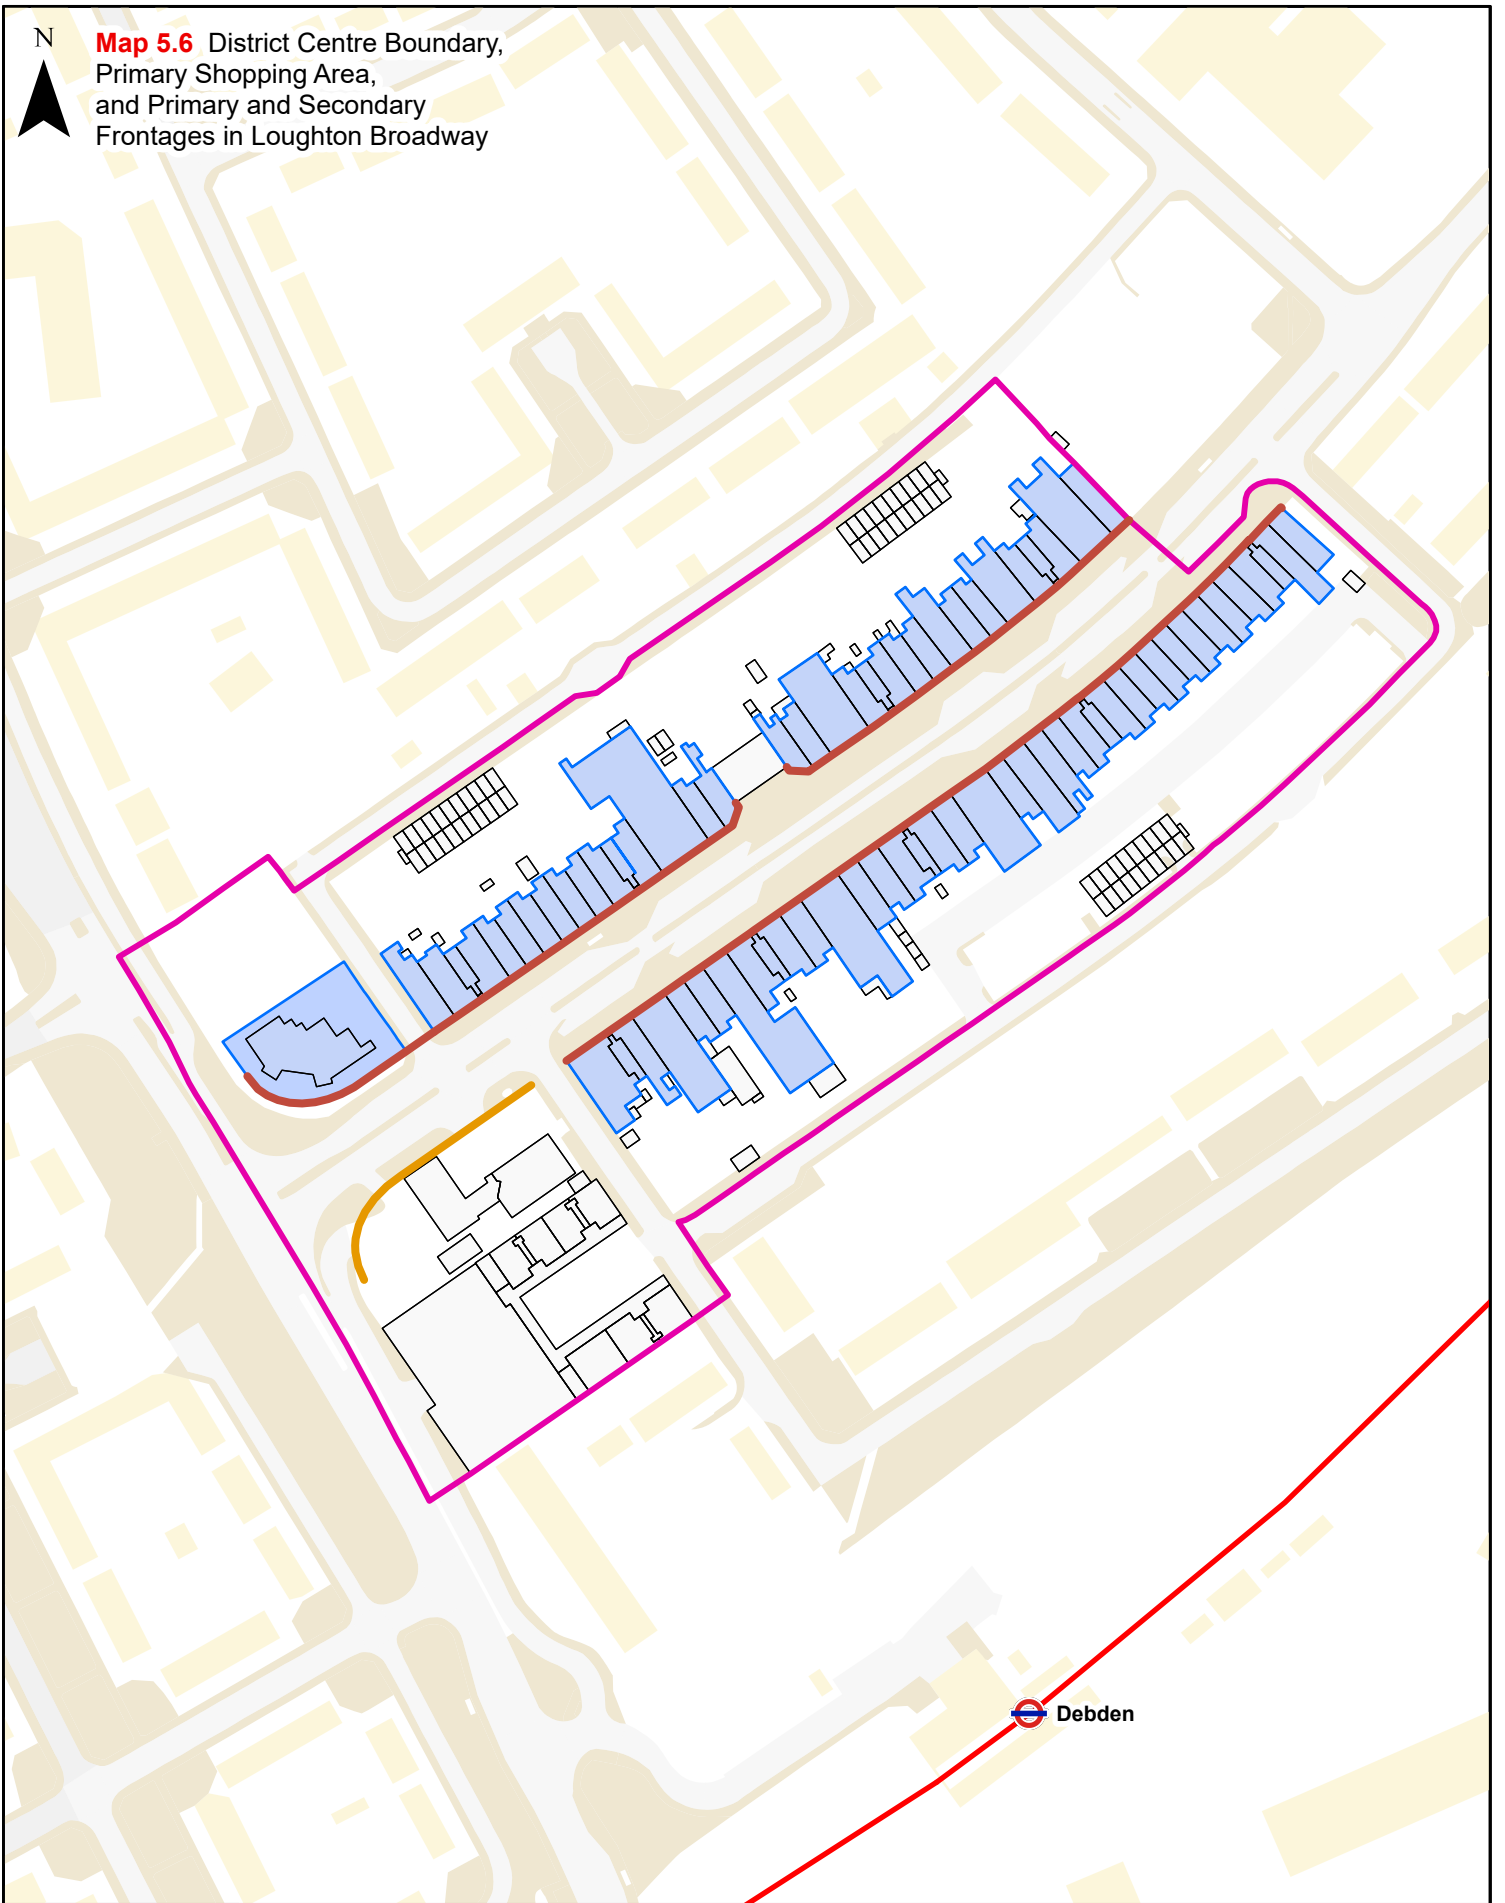 N
Map 5.6 District Centre Boundary,
Primary Shopping Area,
and Primary and Secondary
Frontages in Loughton Broadway
Debden